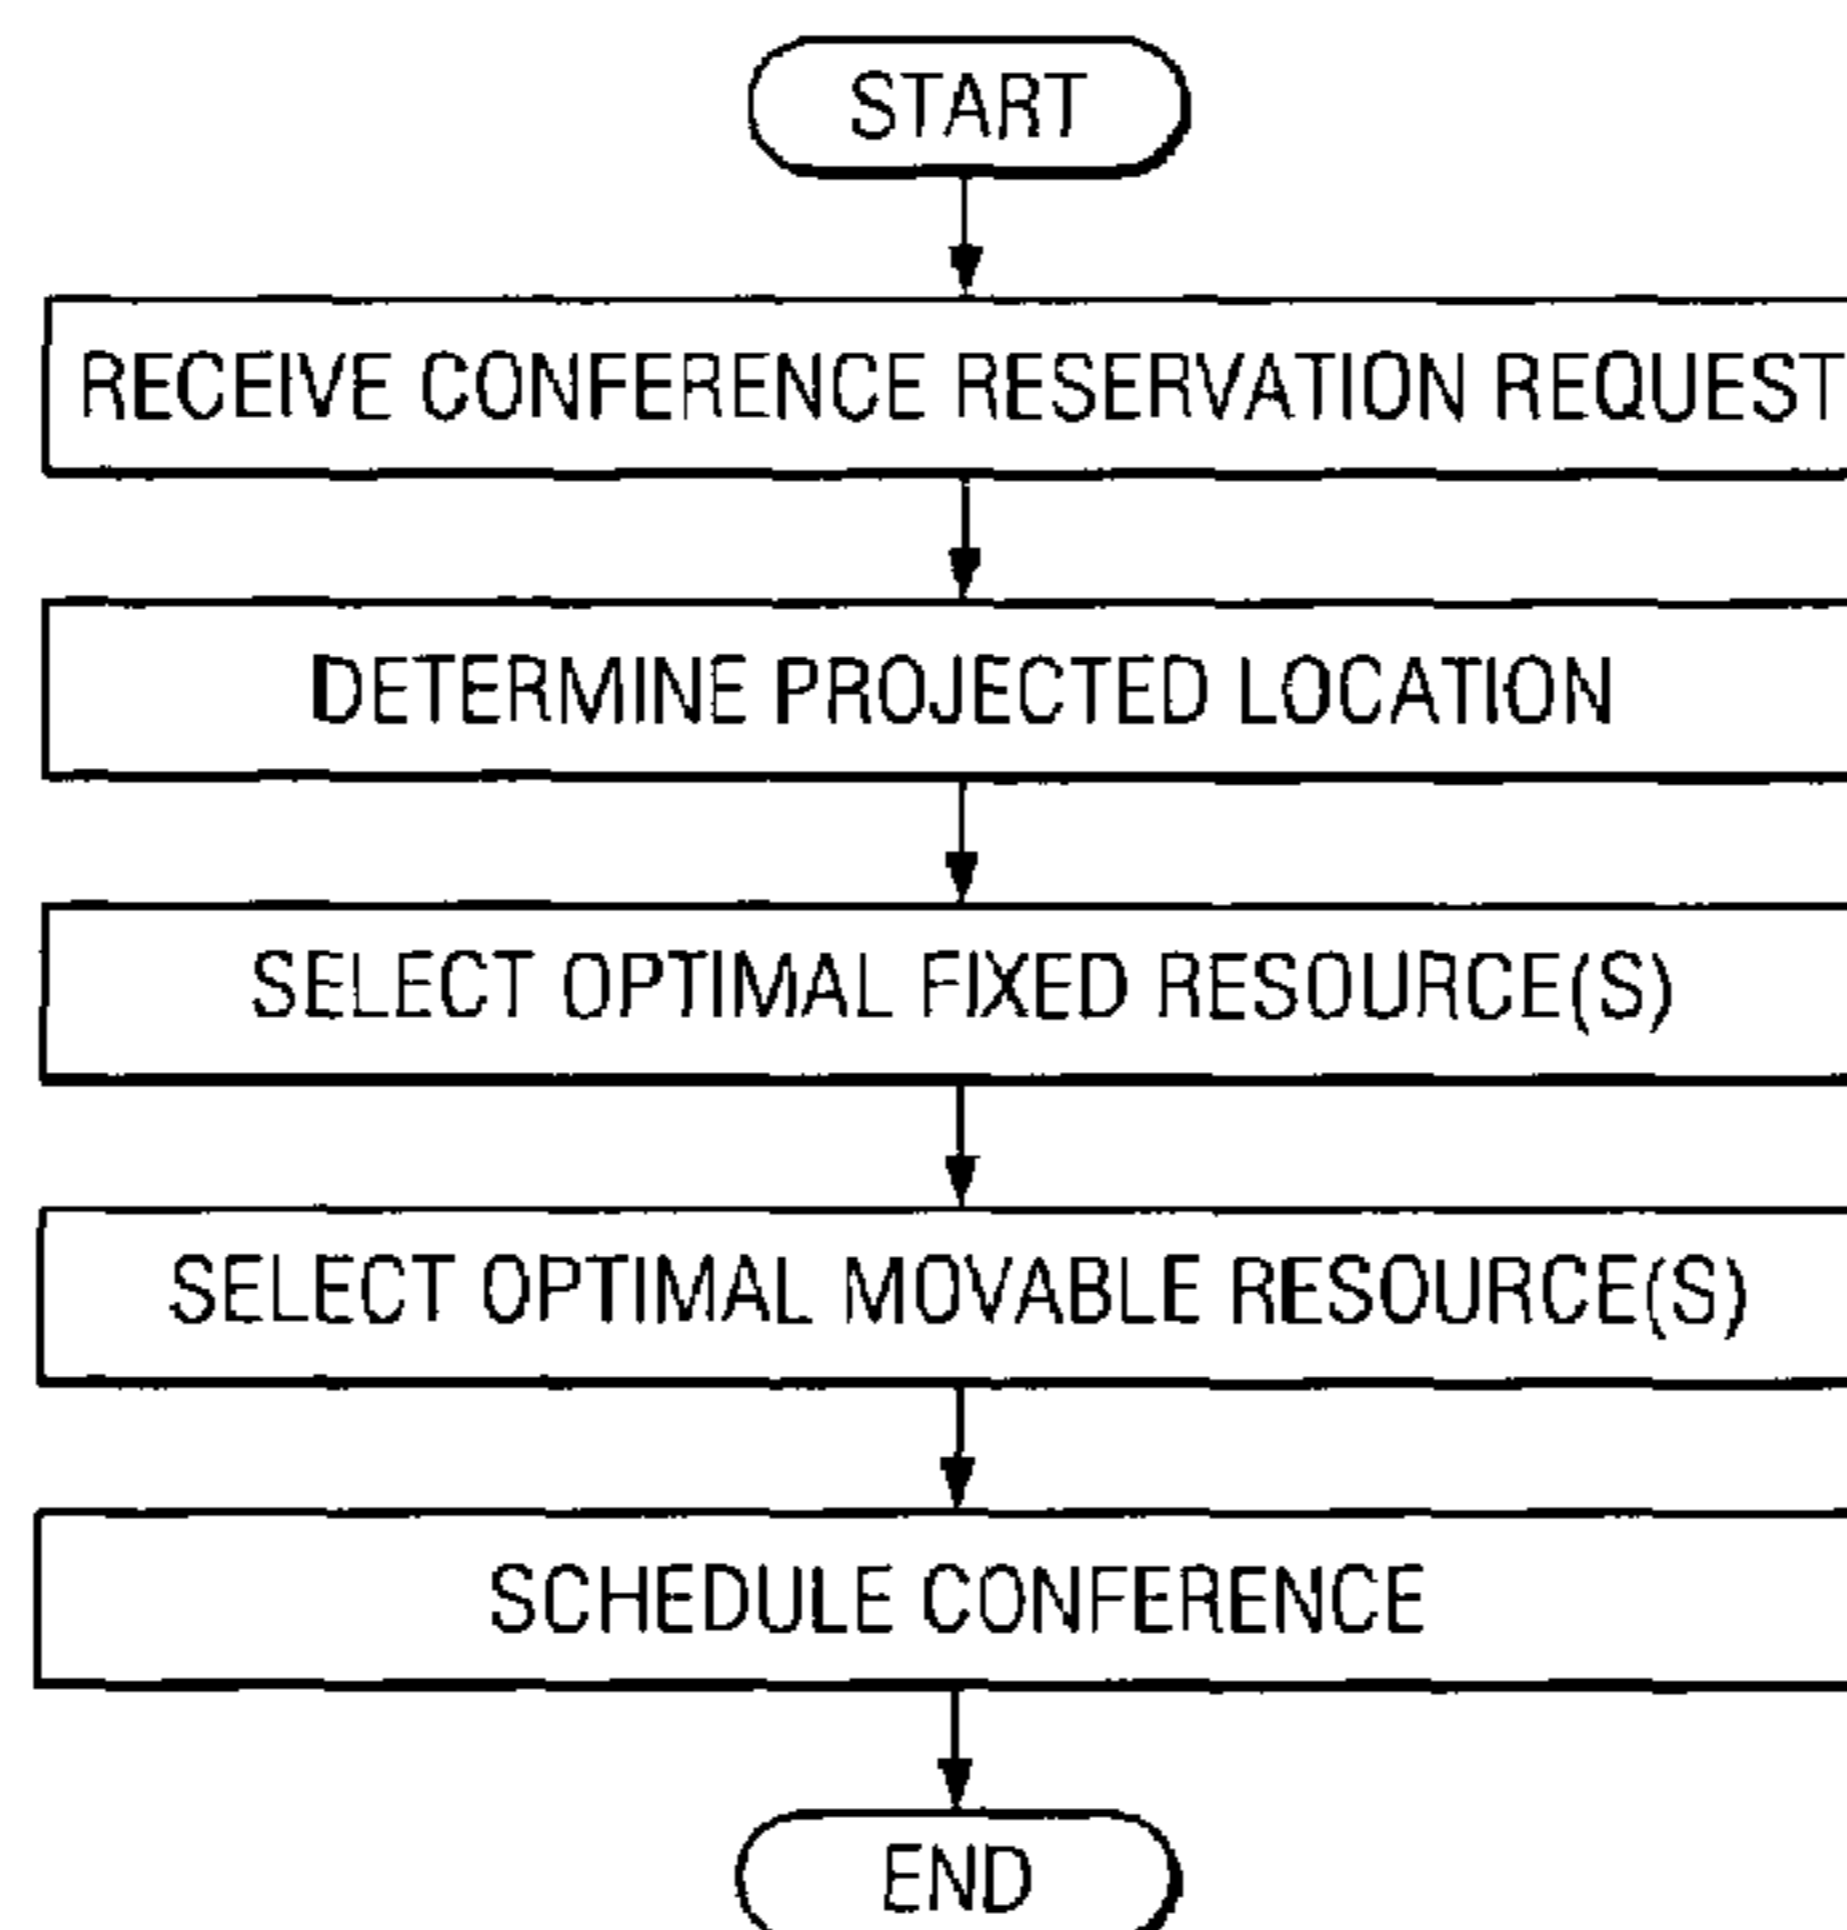 START
RECEIVE CONFERENCE RESERVATION REQUEST
DETERMINE PROJECTED LOCATION
SELECT OPTIMAL FIXED RESOURCE(S)
SELECT OPTIMAL MOVABLE RESOURCE(S)
SCHEDULE CONFERENCE
END